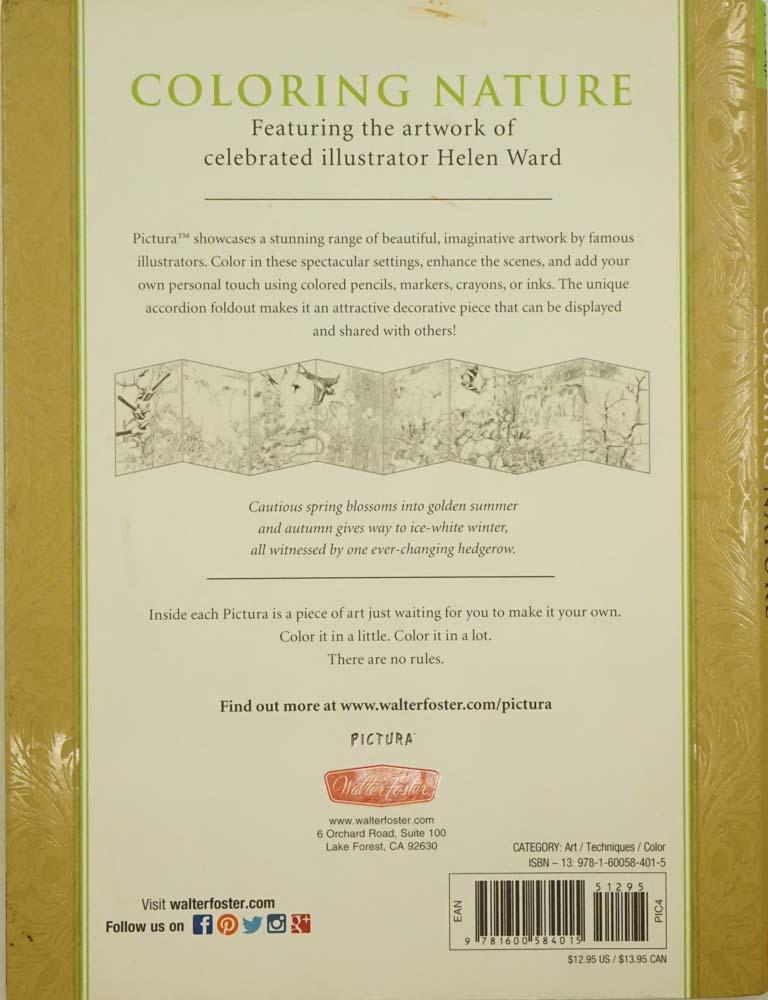 COLORING NATURE
Featuring the artwork of
celebrated illustrator Helen Ward
Pictura™ showcases a stunning range of beautiful, imaginative artwork by famous
illustrators. Color in these spectacular settings, enhance the scenes, and add your
own personal touch using colored pencils, markers, crayons, or inks. The unique
accordion foldout makes it an attractive decorative piece that can be displayed
and shared with others!
Cautious spring blossoms into golden summer
and autumn gives way to ice-white winter,
all witnessed by one ever-changing hedgerow.
Inside each Pictura is a piece of art just waiting for you to make it your own.
Color it in a little. Color it in a lot.
There are no rules.
Find out more at www.walterfoster.com/pictura
PICTURA
Walter Foster
www.walterfoster.com
6 Orchard Road, Suite 100
Lake Forest, CA 92630
CATEGORY: Art / Techniques / Color
ISBN – 13: 978-1-60058-401-5
EAN
51295
9 781600 584015
PIC4
$12.95 US / $13.95 CAN
Visit walterfoster.com
Follow us on
COLORING NATURE